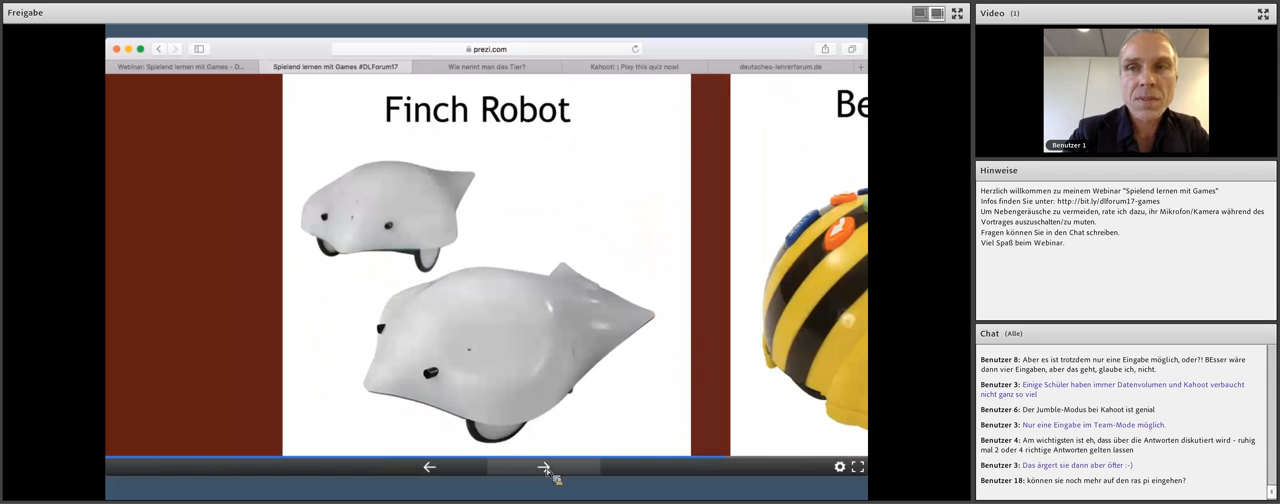 Freigabe
prezi.com
Webinar: Spielend lernen mit Games - D...
Spielend lernen mit Games #DLForum17
Wie nennt man das Tier?
Kahoot! | Play this quiz now!
deutsches-lehrerforum.de
Finch Robot
Be
Video (1)
Benutzer 1
Hinweise
Herzlich willkommen zu meinem Webinar "Spielend lernen mit Games"
Infos finden Sie unter: http://bit.ly/dlforum17-games
Um Nebengeräusche zu vermeiden, rate ich dazu, ihr Mikrofon/Kamera während des
Vortrages auszuschalten/zu muten.
Fragen können Sie in den Chat schreiben.
Viel Spaß beim Webinar.
Chat (Alle)
Benutzer 8: Aber es ist trotzdem nur eine Eingabe möglich, oder?! BEsser wäre
dann vier Eingaben, aber das geht, glaube ich, nicht.
Benutzer 3: Einige Schüler haben immer Datenvolumen und Kahoot verbaucht
nicht ganz so viel
Benutzer 6: Der Jumble-Modus bei Kahoot ist genial
Benutzer 3: Nur eine Eingabe im Team-Mode möglich.
Benutzer 4: Am wichtigsten ist eh, dass über die Antworten diskutiert wird - ruhig
mal 2 oder 4 richtige Antworten gelten lassen
Benutzer 3: Das ärgert sie dann aber öfter :-)
Benutzer 18: können sie noch mehr auf den ras pi eingehen?